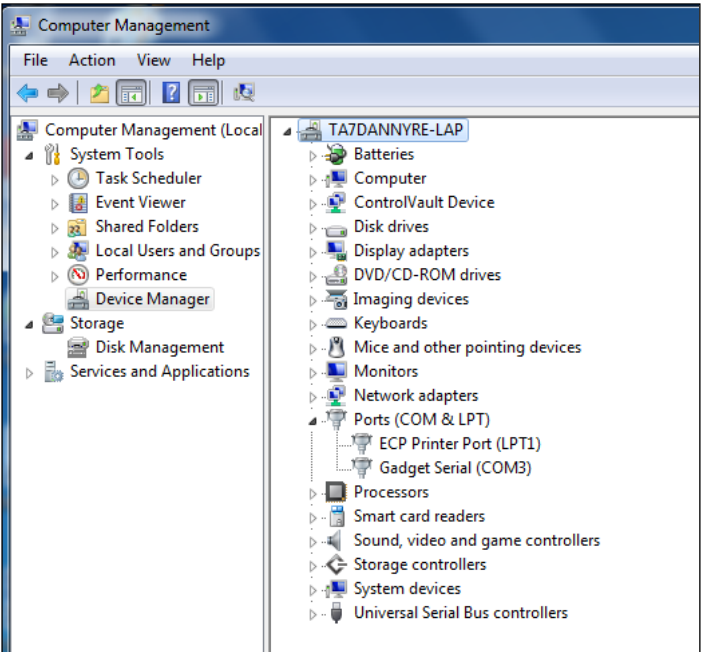 Computer Management
File Action View Help
Computer Management (Local
System Tools
Task Scheduler
Event Viewer
Shared Folders
Local Users and Groups
Performance
Device Manager
Storage
Disk Management
Services and Applications
TA7DANNYRE-LAP
Batteries
Computer
ControlVault Device
Disk drives
Display adapters
DVD/CD-ROM drives
Imaging devices
Keyboards
Mice and other pointing devices
Monitors
Network adapters
Ports (COM & LPT)
ECP Printer Port (LPT1)
Gadget Serial (COM3)
Processors
Smart card readers
Sound, video and game controllers
Storage controllers
System devices
Universal Serial Bus controllers